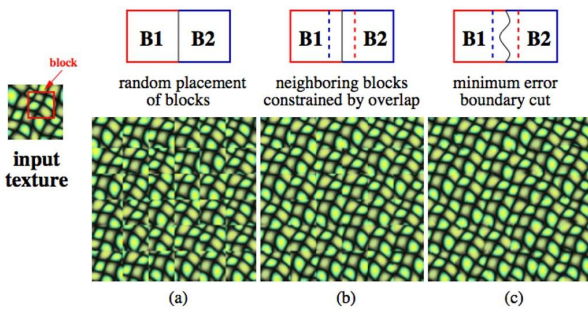 block
input
texture
B1 B2
random placement
of blocks
(a)
B1 B2
neighboring blocks
constrained by overlap
(b)
B1 B2
minimum error
boundary cut
(c)